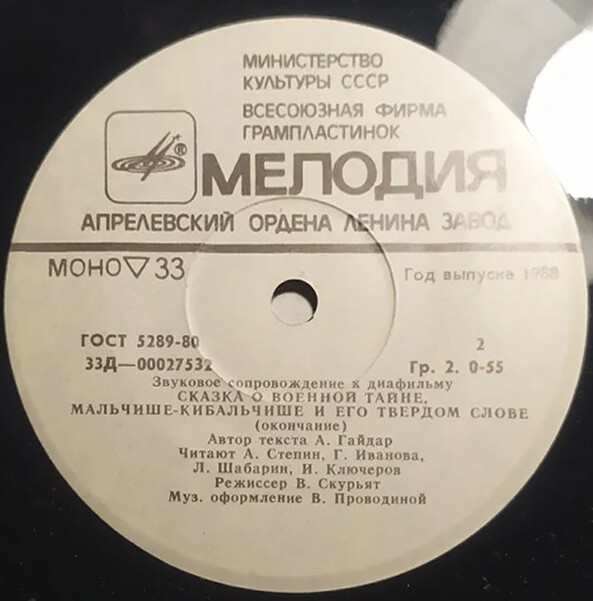 МИНИСТЕРСТВО
КУЛЬТУРЫ СССР
ВСЕСОЮЗНАЯ ФИРМА
ГРАМПЛАСТИНОК
®
МЕЛОДИЯ
АПРЕЛЕВСКИЙ ОРДЕНА ЛЕНИНА ЗАВОД
МОНО ▽ 33 Год выпуска 1988
ГОСТ 5289-80 2
33Д—00027532 Гр. 2. 0-55
Звуковое сопровождение к диафильму
СКАЗКА О ВОЕННОЙ ТАЙНЕ,
МАЛЬЧИШЕ-КИБАЛЬЧИШЕ И ЕГО ТВЕРДОМ СЛОВЕ
(окончание)
Автор текста А. Гайдар
Читают А. Степин, Г. Иванова,
Л. Шабарин, И. Ключеров
Режиссер В. Скурьят
Муз. оформление В. Проводиной